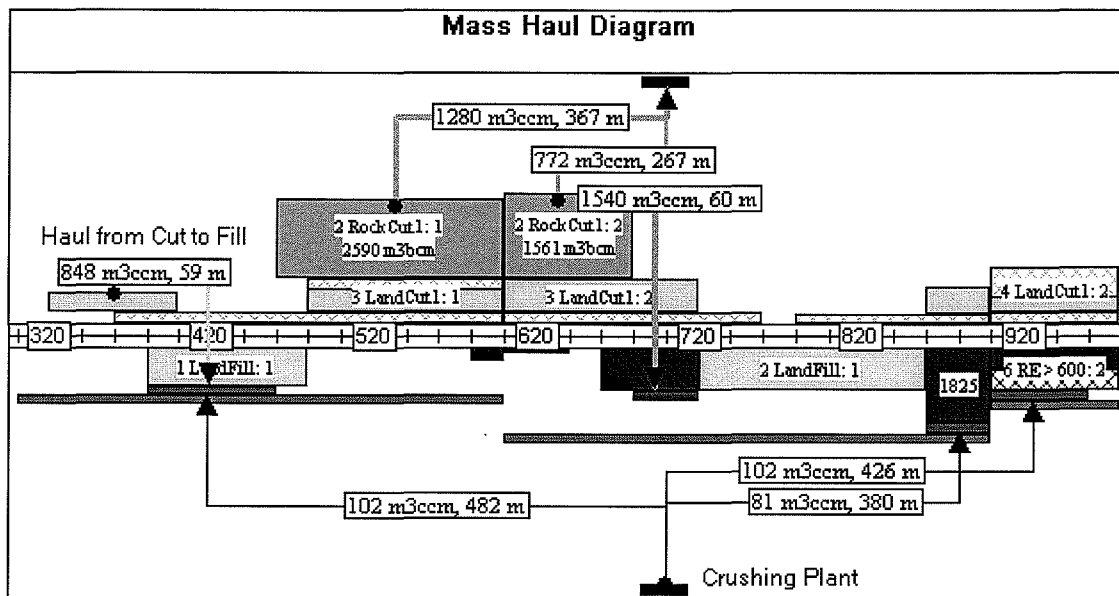 Mass Haul Diagram
1280 m3ccm, 367 m
772 m3ccm, 267 m
1540 m3ccm, 60 m
2 RockCut1: 1
2590 m3bcm
2 RockCut1: 2
1561 m3bcm
Haul from Cut to Fill
848 m3ccm, 59 m
3 LandCut1: 1
3 LandCut1: 2
4 LandCut1: 2
320
420
520
620
720
820
920
1 LandFill: 1
2 LandFill: 1
1825
6 RE > 600: 2
102 m3ccm, 426 m
102 m3ccm, 482 m
81 m3ccm, 380 m
Crushing Plant